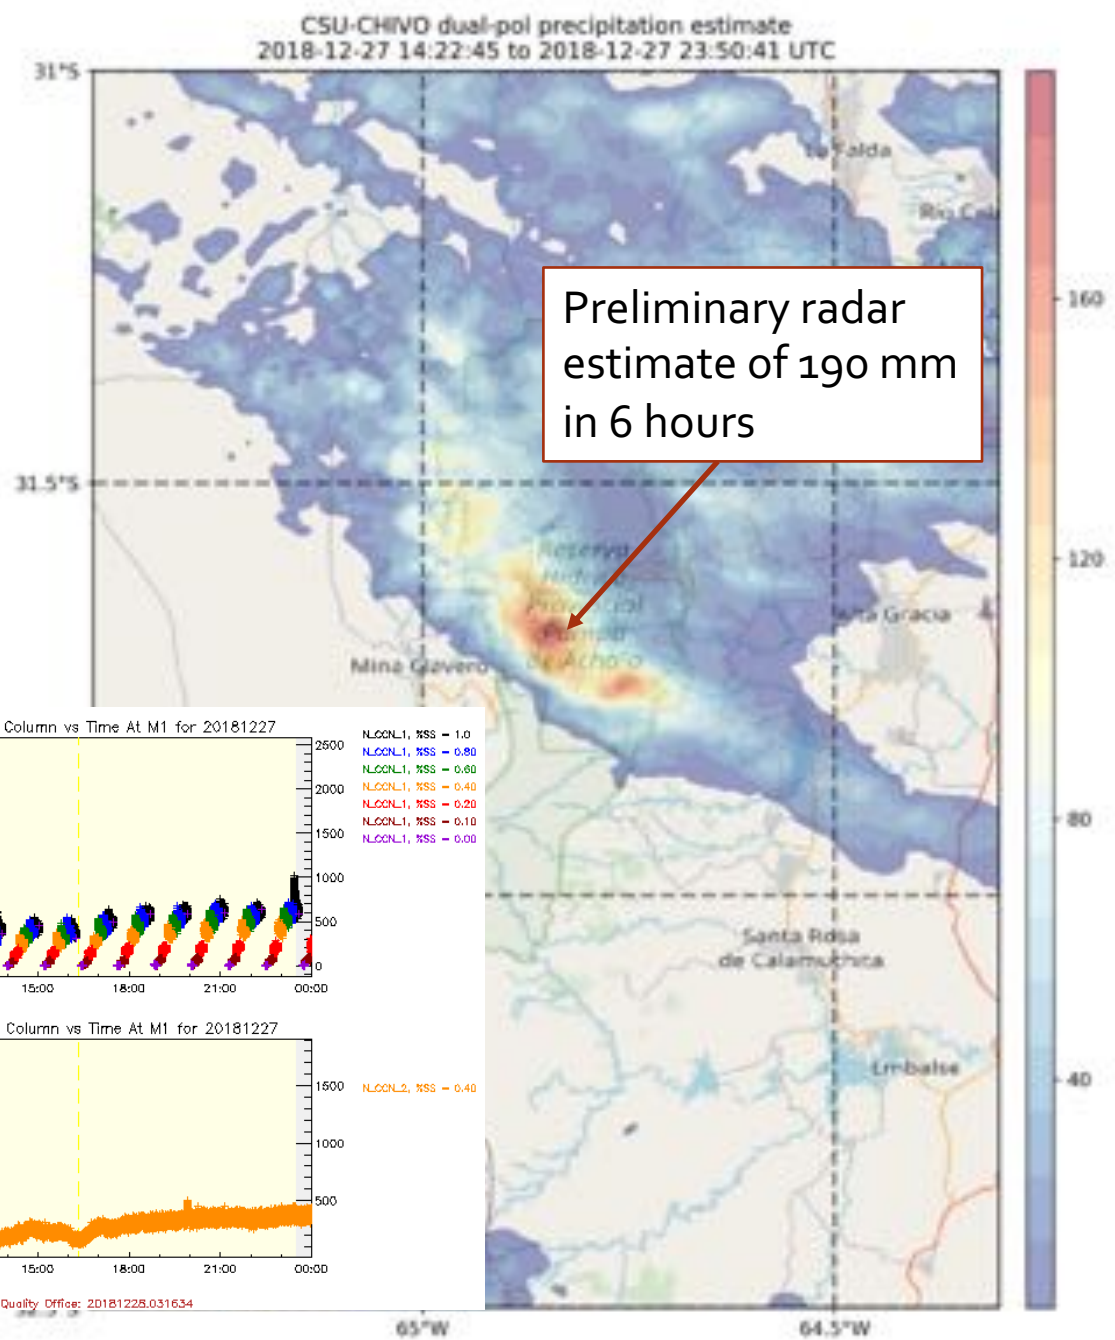 CSU-CHIVO dual-pol precipitation estimate
2018-12-27 14:22:45 to 2018-12-27 23:50:41 UTC
31°S
La Falda
160
Preliminary radar
estimate of 190 mm
in 6 hours
31.5°S
Reserva
120
Provincial
Pampa
de Achala
Gracia
Mina Clavero
Column vs Time At M1 for 20181227
2500
2000
1500
1000
500
0
15:00 18:00 21:00 00:00
N_CCN_1, %SS = 1.0
N_CCN_1, %SS = 0.80
N_CCN_1, %SS = 0.60
N_CCN_1, %SS = 0.40
N_CCN_1, %SS = 0.20
N_CCN_1, %SS = 0.10
N_CCN_1, %SS = 0.00
80
Santa Rosa
de Calamuchita
Column vs Time At M1 for 20181227
1500
1000
500
15:00 18:00 21:00 00:00
N_CCN_2, %SS = 0.40
Embalse
40
Quality Office: 20181228.031634
65°W
64.5°W